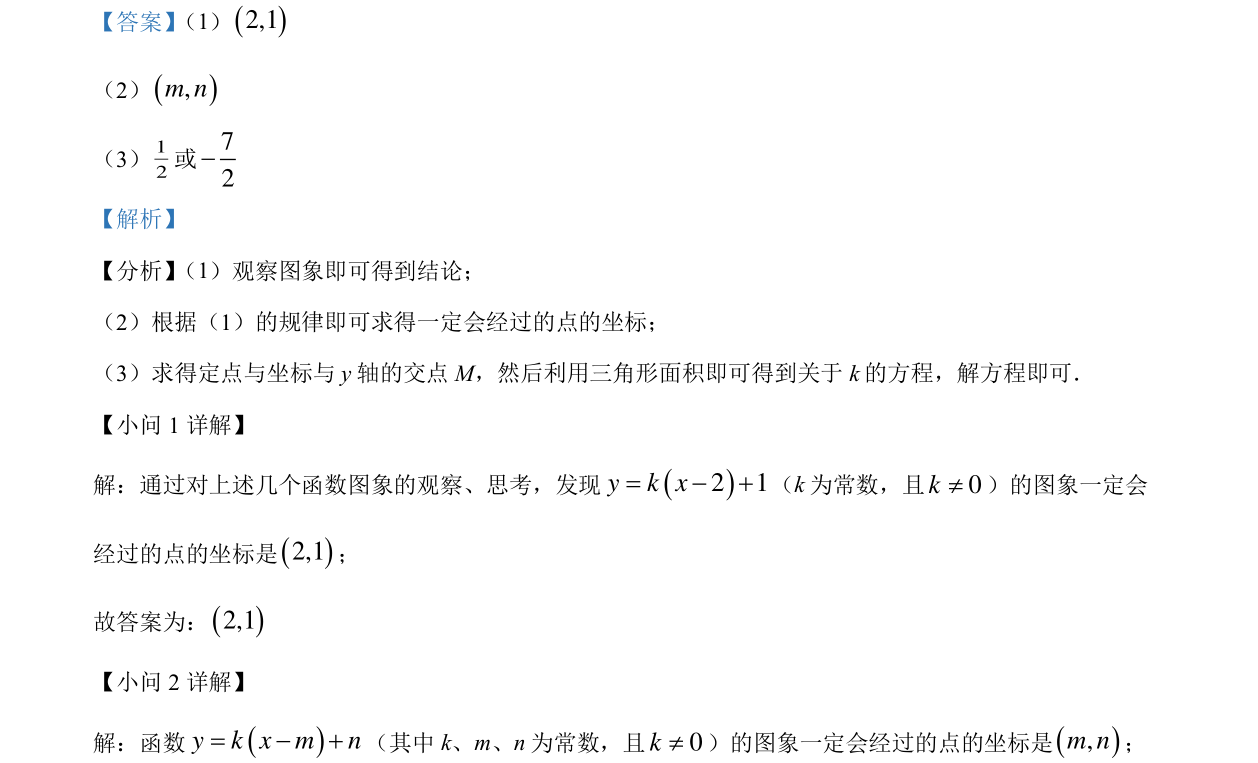 【答案】（1）(2,1)
（2）(m,n)
（3）1/2 或 −7/2
【解析】
【分析】（1）观察图象即可得到结论；
（2）根据（1）的规律即可求得一定会经过的点的坐标；
（3）求得定点与坐标与 y 轴的交点 M，然后利用三角形面积即可得到关于 k 的方程，解方程即可．
【小问 1 详解】
解：通过对上述几个函数图象的观察、思考，发现 y = k(x−2)+1（k 为常数，且 k ≠ 0）的图象一定会
经过的点的坐标是(2,1)；
故答案为：(2,1)
【小问 2 详解】
解：函数 y = k(x−m)+n（其中 k、m、n 为常数，且 k ≠ 0）的图象一定会经过的点的坐标是(m,n)；